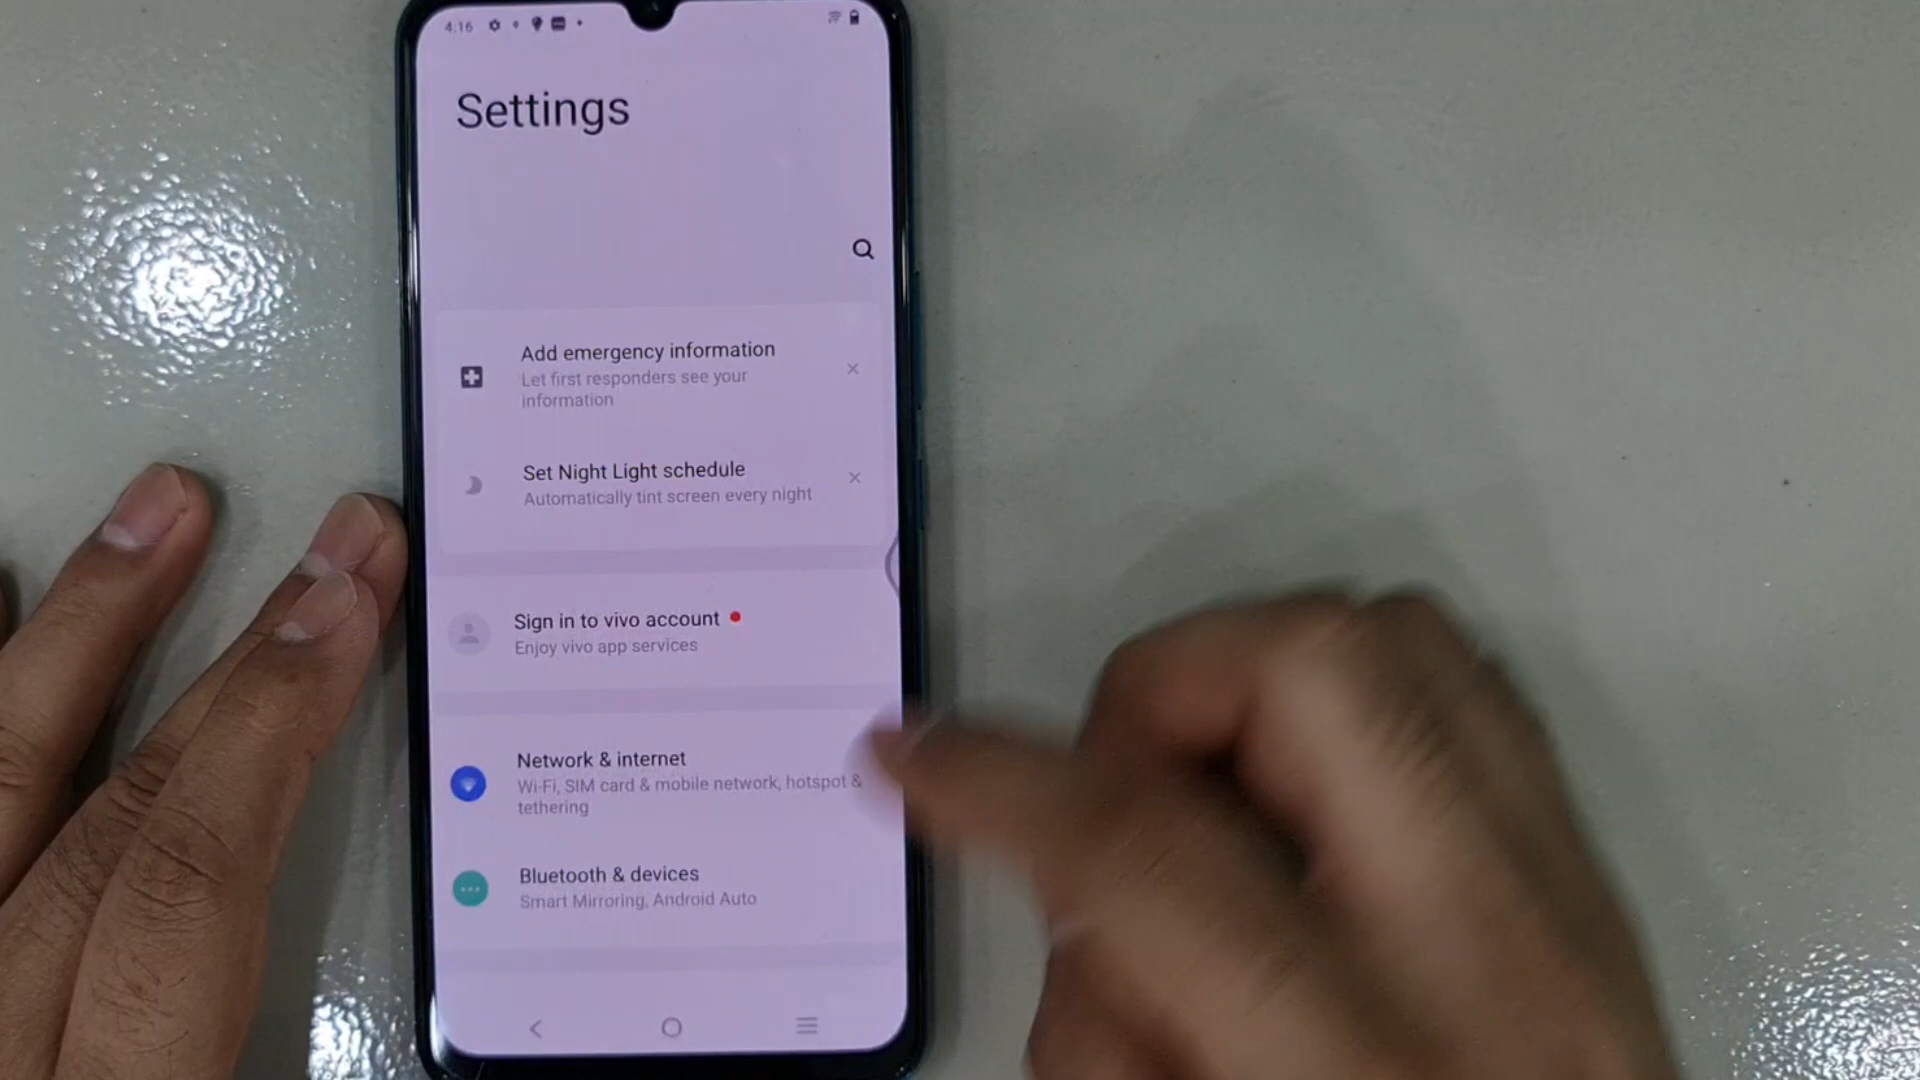 4:16
Settings
Add emergency information
Let first responders see your
information
Set Night Light schedule
Automatically tint screen every night
Sign in to vivo account
Enjoy vivo app services
Network & internet
Wi-Fi, SIM card & mobile network, hotspot &
tethering
Bluetooth & devices
Smart Mirroring, Android Auto